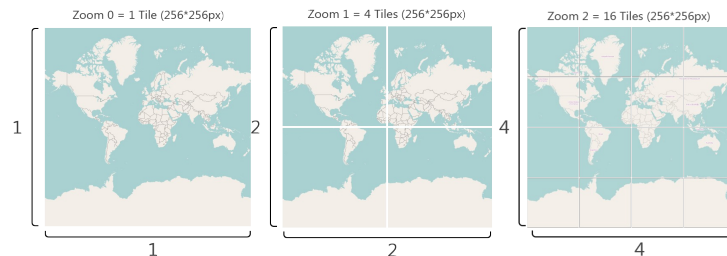 Zoom 0 = 1 Tile (256*256px)
1
1
Zoom 1 = 4 Tiles (256*256px)
2
2
Zoom 2 = 16 Tiles (256*256px)
4
4